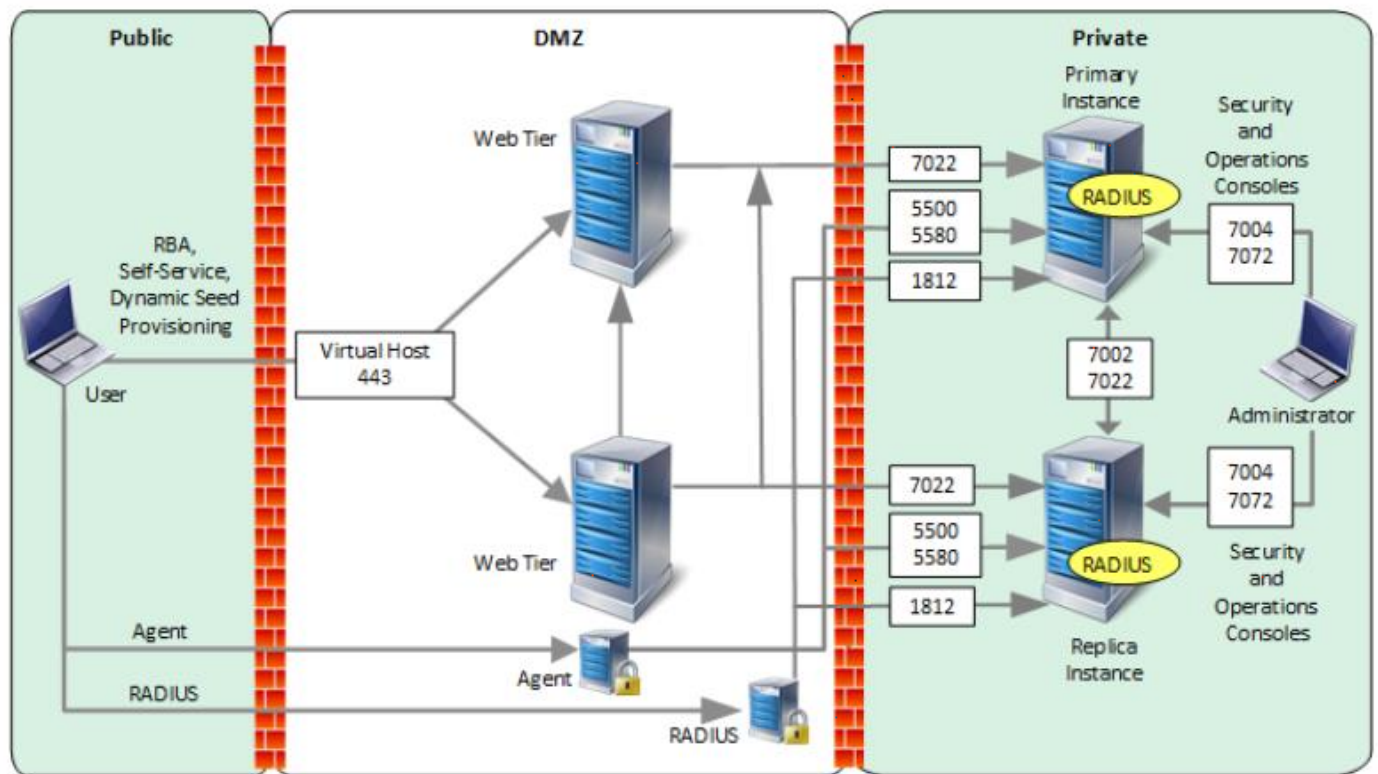 Public
DMZ
Private
RBA,
Self-Service,
Dynamic Seed
Provisioning
User
Virtual Host
443
Web Tier
Web Tier
Agent
Agent
RADIUS
RADIUS
Primary
Instance
RADIUS
7022
5500
5580
1812
Security
and
Operations
Consoles
7004
7072
7002
7022
Administrator
7022
5500
5580
1812
RADIUS
Replica
Instance
7004
7072
Security
and
Operations
Consoles